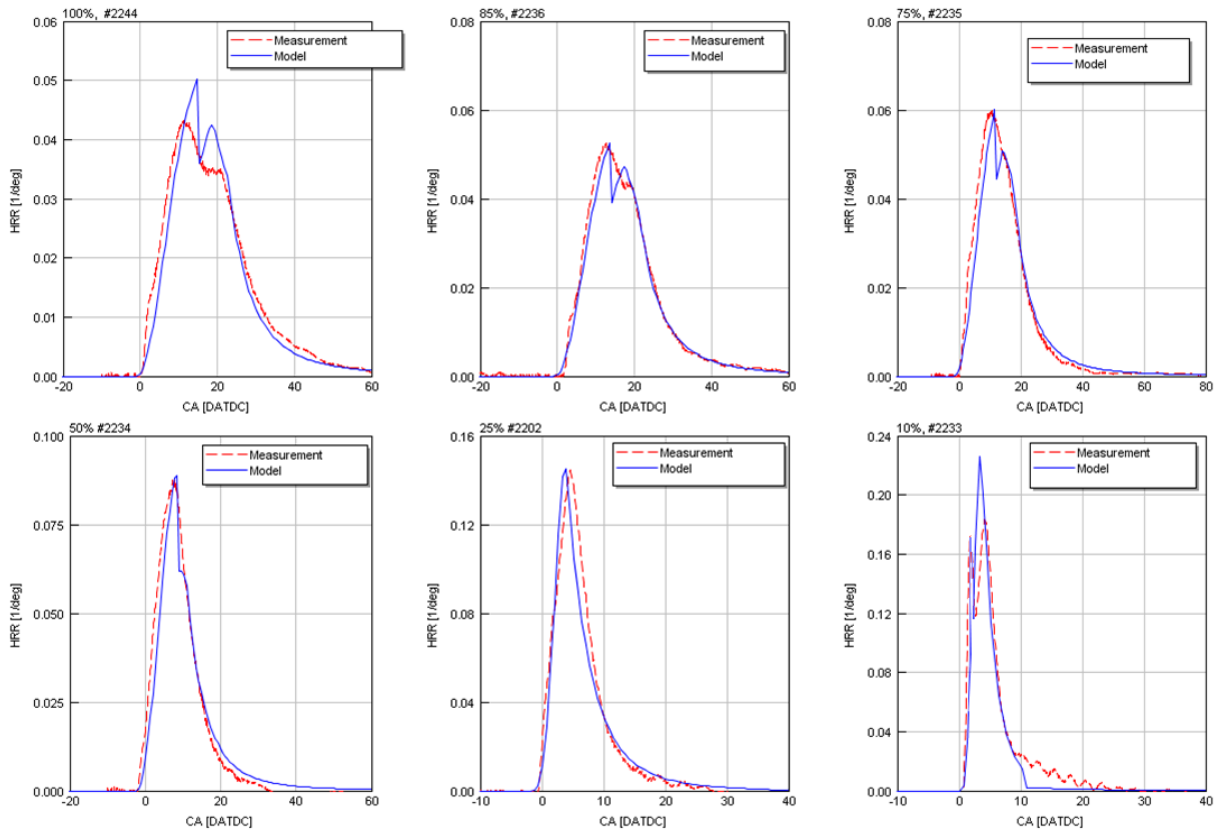 100%, #2244
Measurement
Model
HRR [1/deg]
0.06
0.05
0.04
0.03
0.02
0.01
0.00
-20 0 20 40 60
CA [DATDC]
85%, #2236
Measurement
Model
HRR [1/deg]
0.08
0.06
0.04
0.02
0.00
-20 0 20 40 60
CA [DATDC]
75%, #2235
Measurement
Model
HRR [1/deg]
0.08
0.06
0.04
0.02
0.00
-20 0 20 40 60 80
CA [DATDC]
50% #2234
Measurement
Model
HRR [1/deg]
0.100
0.075
0.050
0.025
0.000
-20 0 20 40 60
CA [DATDC]
25% #2202
Measurement
Model
HRR [1/deg]
0.16
0.12
0.08
0.04
0.00
-10 0 10 20 30 40
CA [DATDC]
10%, #2233
Measurement
Model
HRR [1/deg]
0.24
0.20
0.16
0.12
0.08
0.04
0.00
-10 0 10 20 30 40
CA [DATDC]